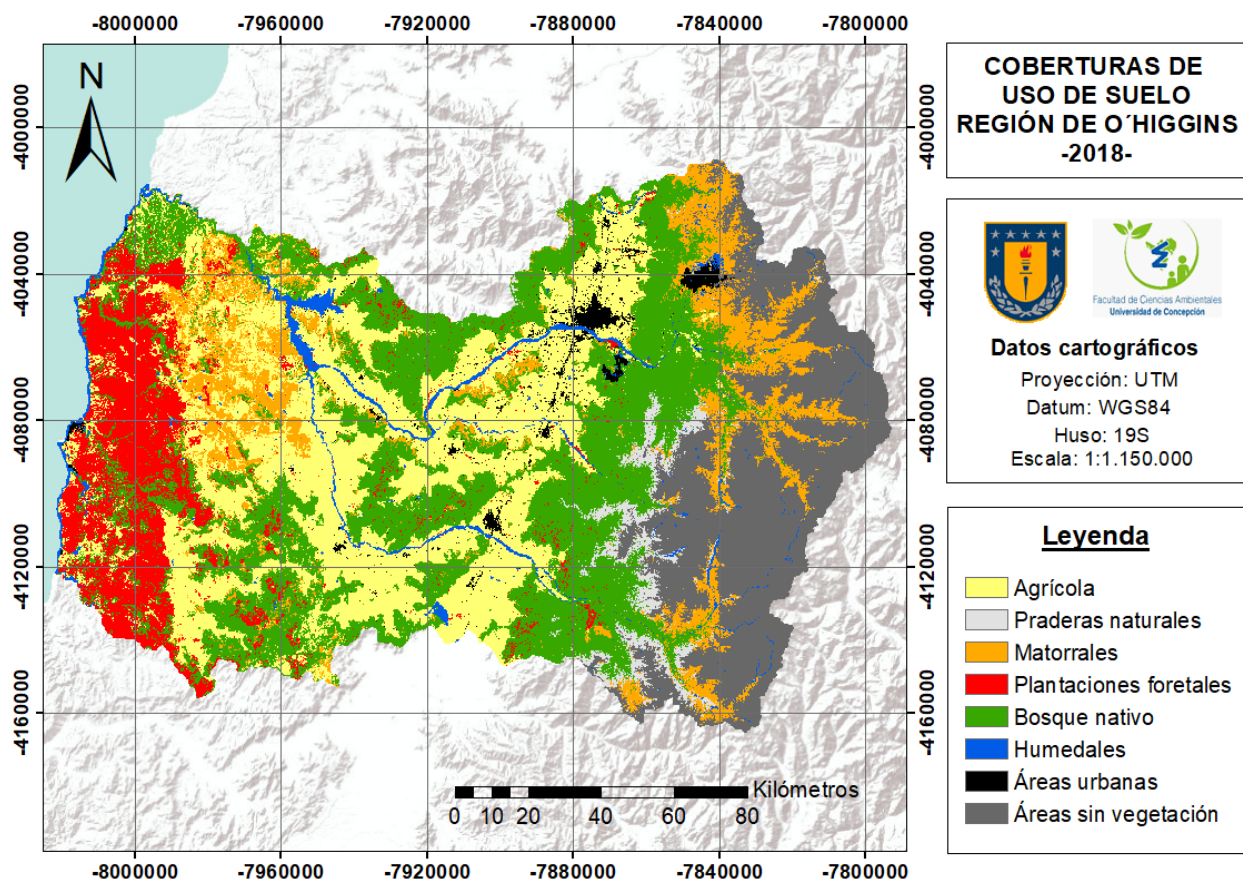 -8000000 -7960000 -7920000 -7880000 -7840000 -7800000
N
-4000000
-4040000
-4080000
-4120000
-4160000
-4000000
-4040000
-4080000
-4120000
-4160000
Kilómetros
0 10 20 40 60 80
-8000000 -7960000 -7920000 -7880000 -7840000 -7800000
COBERTURAS DE
USO DE SUELO
REGIÓN DE O´HIGGINS
-2018-
Facultad de Ciencias Ambientales
Universidad de Concepción
Datos cartográficos
Proyección: UTM
Datum: WGS84
Huso: 19S
Escala: 1:1.150.000
Leyenda
Agrícola
Praderas naturales
Matorrales
Plantaciones foretales
Bosque nativo
Humedales
Áreas urbanas
Áreas sin vegetación